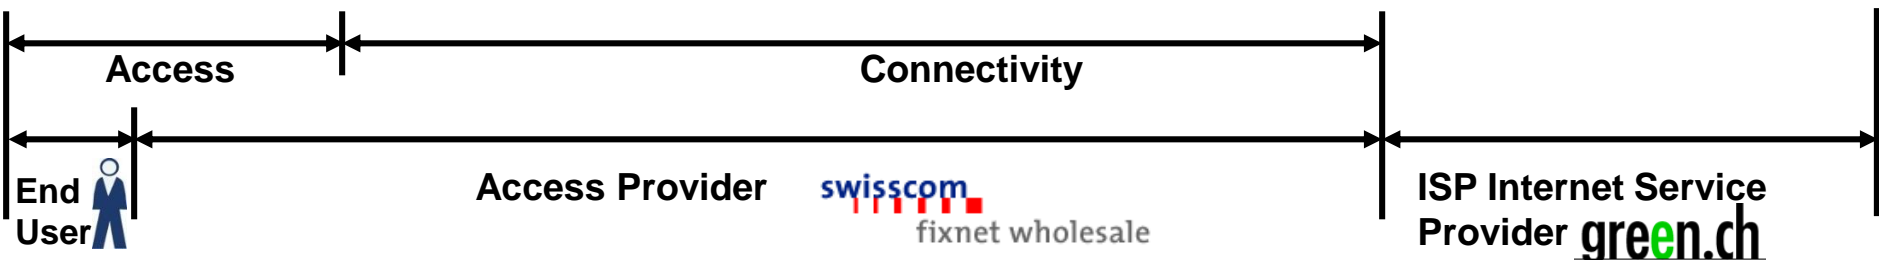 Access
Connectivity
End
User
Access Provider
swisscom
fixnet wholesale
ISP Internet Service
Provider green.ch